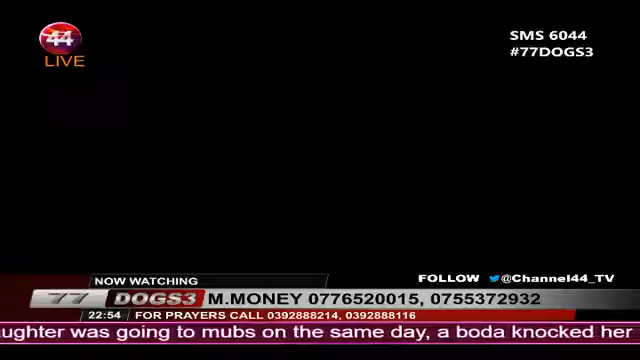 44
LIVE
SMS 6044
#77DOGS3
NOW WATCHING
FOLLOW @Channel44_TV
77 DOGS3 M.MONEY 0776520015, 0755372932
22:54 FOR PRAYERS CALL 0392888214, 0392888116
aughter was going to mubs on the same day, a boda knocked her